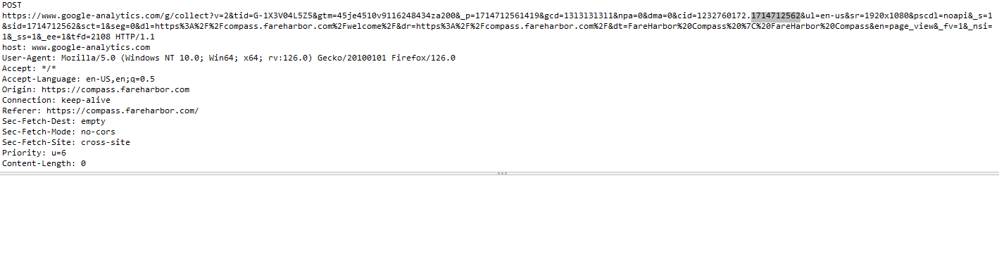 POST
https://www.google-analytics.com/g/collect?v=2&tid=G-1X3V04L5Z5&gtm=45je4510v9116248434za200&_p=1714712561419&gcd=13l3l3l3l1&npa=0&dma=0&cid=1232760172.1714712562&ul=en-us&sr=1920x1080&pscdl=noapi&_s=1
&sid=1714712562&sct=1&seg=0&dl=https%3A%2F%2Fcompass.fareharbor.com%2Fwelcome%2F&dr=https%3A%2F%2Fcompass.fareharbor.com%2F&dt=FareHarbor%20Compass%20%7C%20FareHarbor%20Compass&en=page_view&_fv=1&_nsi=
1&_ss=1&_ee=1&tfd=2108 HTTP/1.1
host: www.google-analytics.com
User-Agent: Mozilla/5.0 (Windows NT 10.0; Win64; x64; rv:126.0) Gecko/20100101 Firefox/126.0
Accept: */*
Accept-Language: en-US,en;q=0.5
Origin: https://compass.fareharbor.com
Connection: keep-alive
Referer: https://compass.fareharbor.com/
Sec-Fetch-Dest: empty
Sec-Fetch-Mode: no-cors
Sec-Fetch-Site: cross-site
Priority: u=6
Content-Length: 0